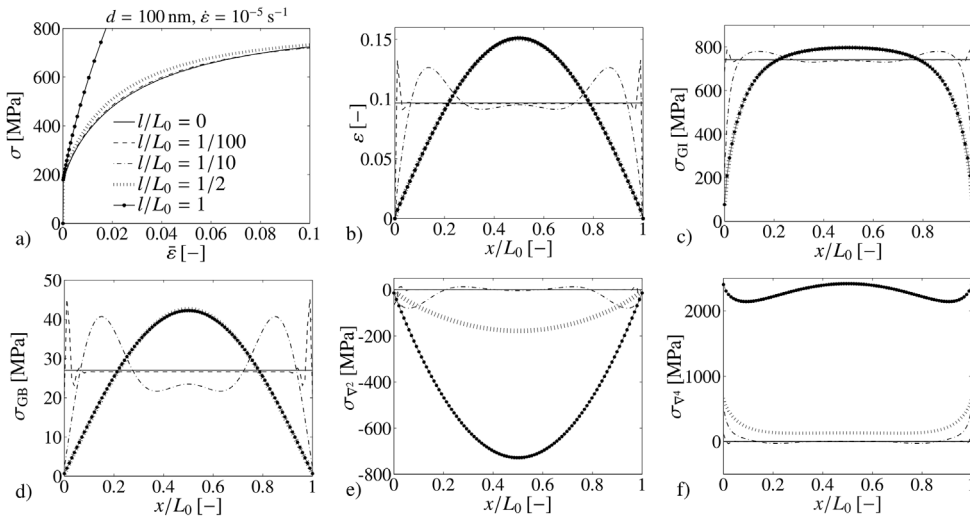 d = 100 nm, ε̇ = 10⁻⁵ s⁻¹
800
600
400
200
0
σ [MPa]
l/L₀ = 0
l/L₀ = 1/100
l/L₀ = 1/10
l/L₀ = 1/2
l/L₀ = 1
0 0.02 0.04 0.06 0.08 0.1
ε̄ [−]
a)
0.15
0.1
0.05
0
ε [−]
0 0.2 0.4 0.6 0.8 1
x/L₀ [−]
b)
800
600
400
200
0
σGI [MPa]
0 0.2 0.4 0.6 0.8 1
x/L₀ [−]
c)
50
40
30
20
10
0
σGB [MPa]
0 0.2 0.4 0.6 0.8 1
x/L₀ [−]
d)
0
-200
-400
-600
-800
σ∇² [MPa]
0 0.2 0.4 0.6 0.8 1
x/L₀ [−]
e)
2000
1000
0
σ∇⁴ [MPa]
0 0.2 0.4 0.6 0.8 1
x/L₀ [−]
f)